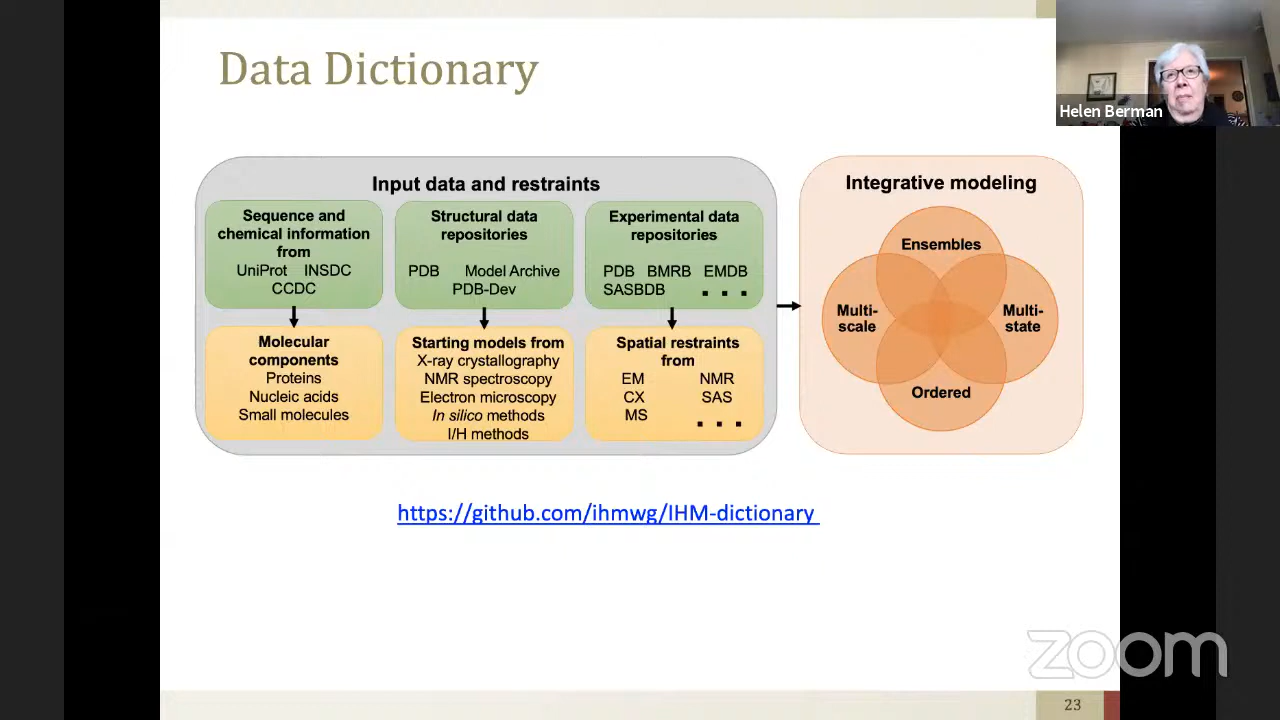 Data Dictionary
Helen Berman
Input data and restraints
Sequence and
chemical information
from
UniProt INSDC
CCDC
Structural data
repositories
PDB Model Archive
PDB-Dev
Experimental data
repositories
PDB BMRB EMDB
SASBDB ...
Molecular
components
Proteins
Nucleic acids
Small molecules
Starting models from
X-ray crystallography
NMR spectroscopy
Electron microscopy
In silico methods
I/H methods
Spatial restraints
from
EM NMR
CX SAS
MS ...
Integrative modeling
Ensembles
Multi-
scale
Multi-
state
Ordered
https://github.com/ihmwg/IHM-dictionary
zoom
23